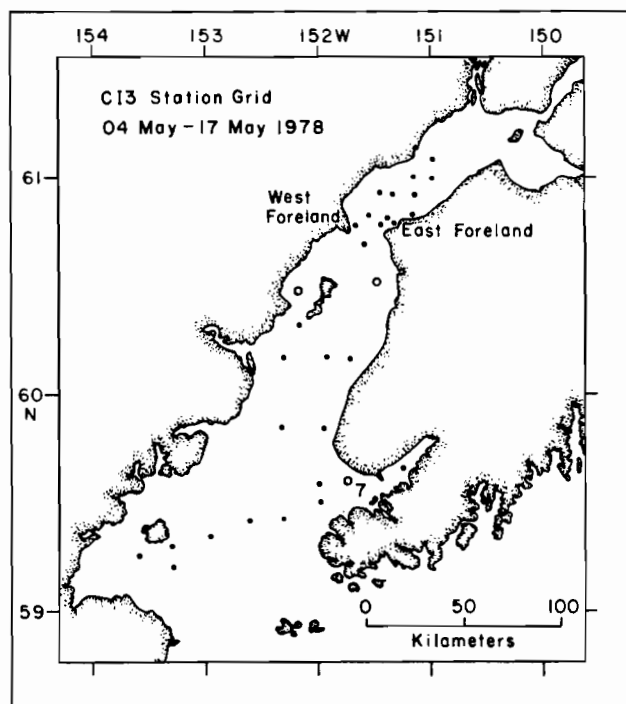 154 153 152W 151 150
CI3 Station Grid
04 May-17 May 1978
61
West
Foreland
East Foreland
60
N
7
59
0 50 100
Kilometers